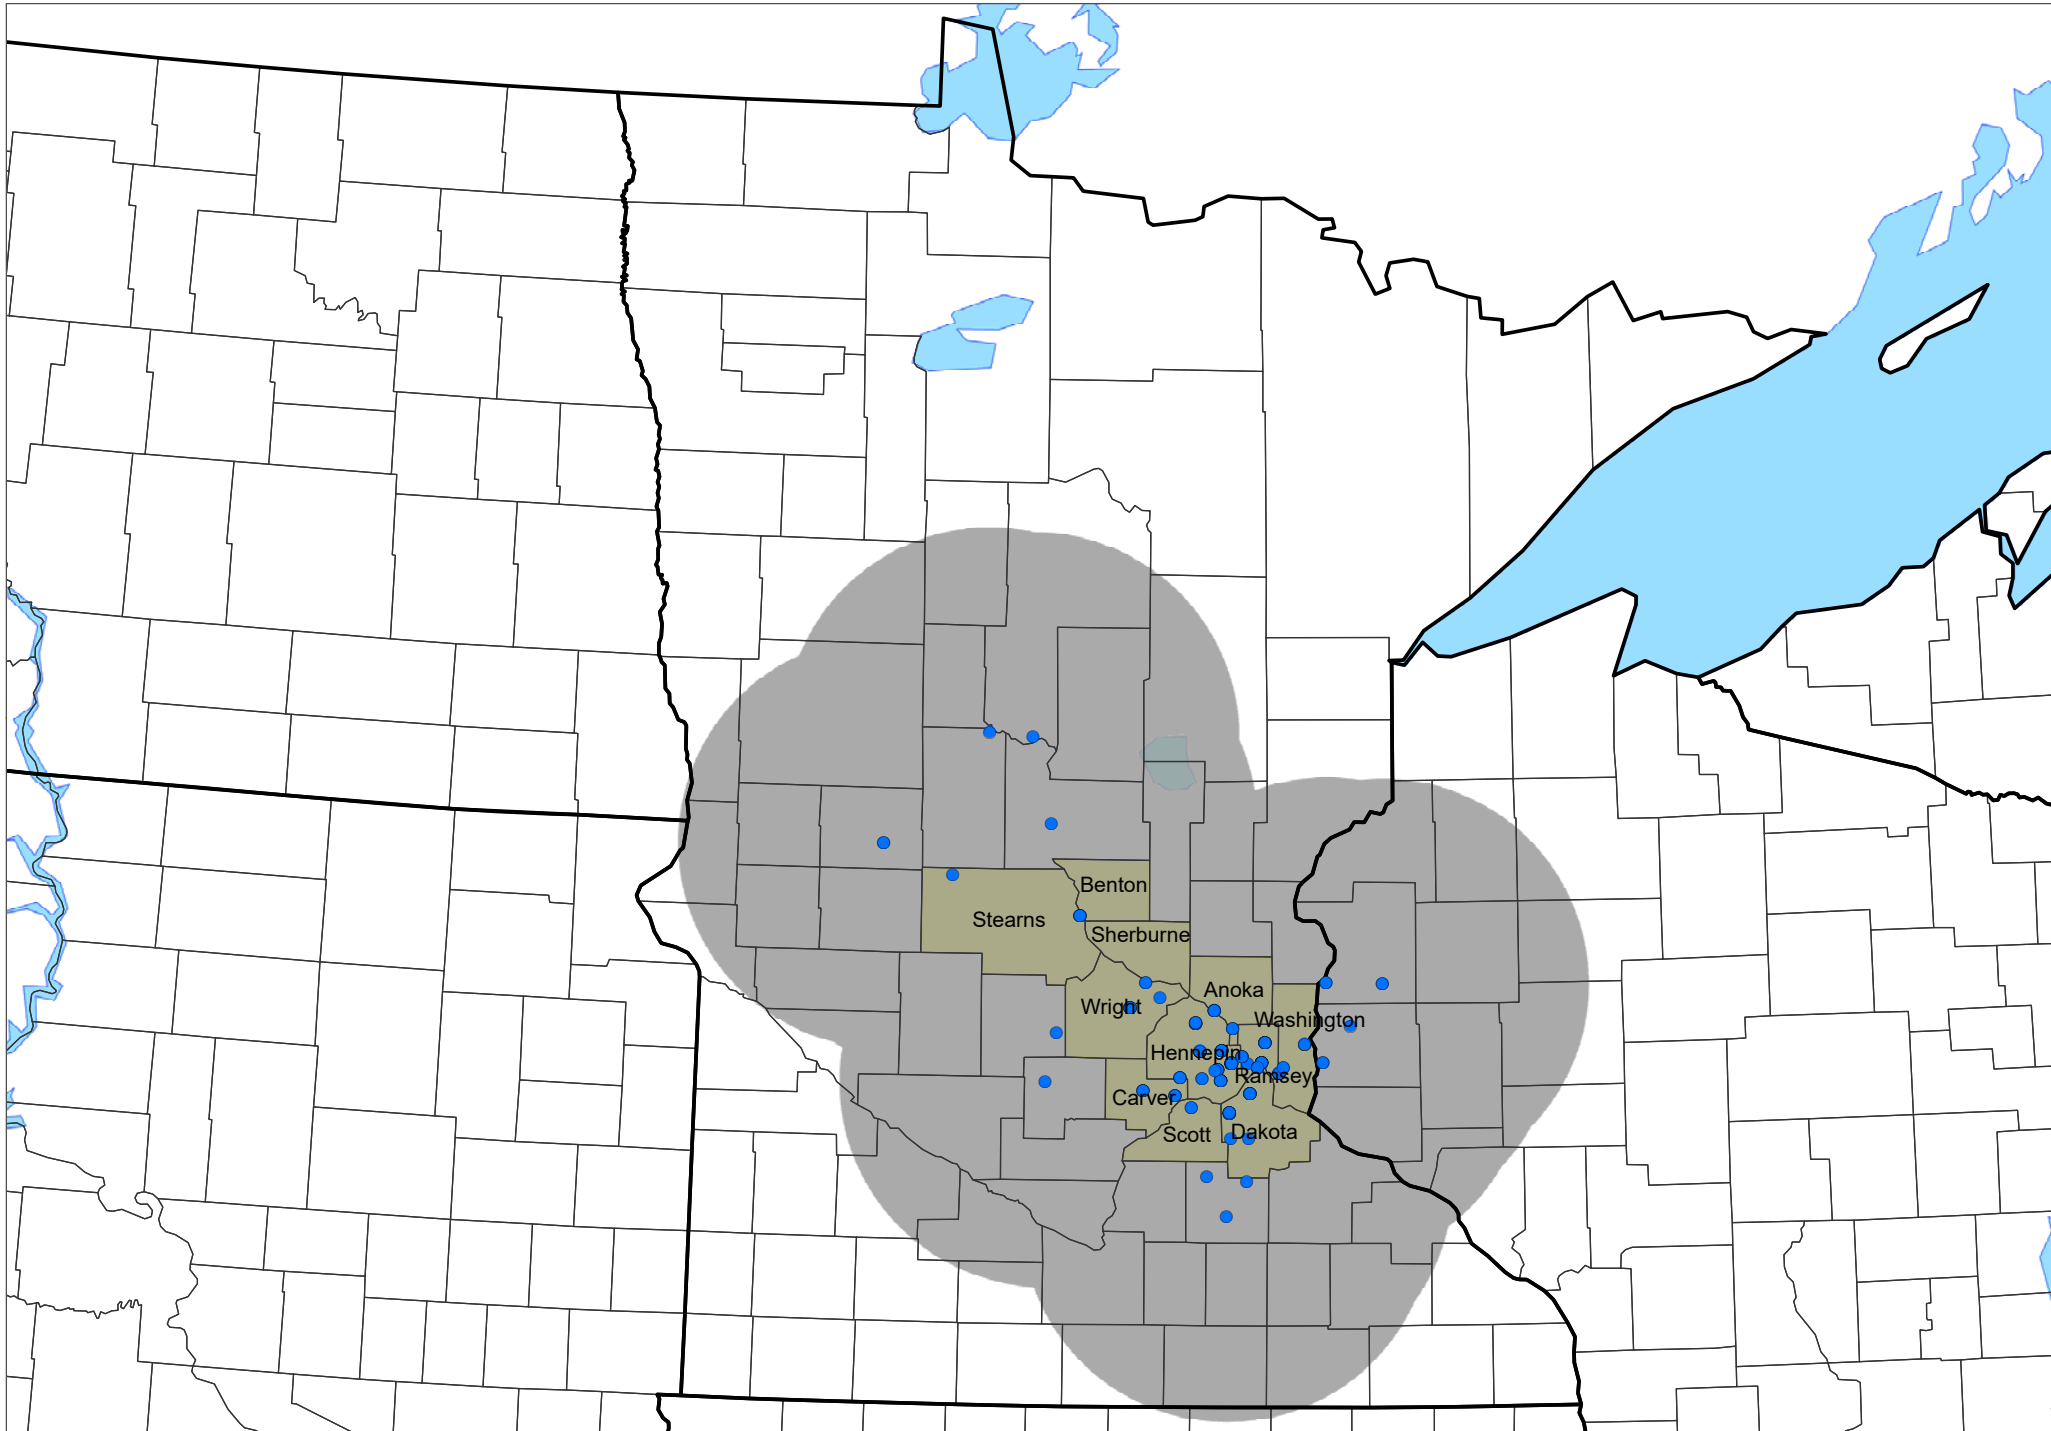 Benton
Stearns
Sherburne
Anoka
Wright
Washington
Hennepin
Ramsey
Carver
Scott
Dakota